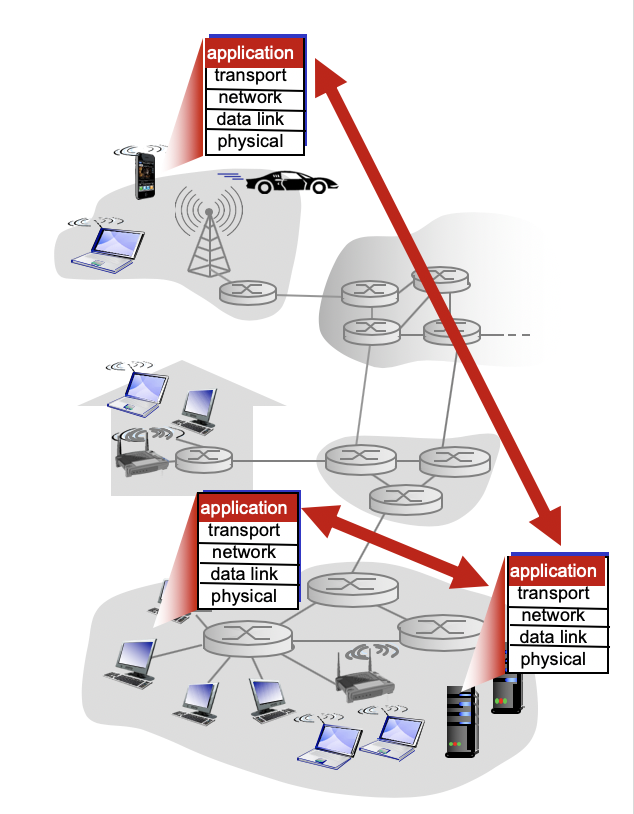 application
transport
network
data link
physical
application
transport
network
data link
physical
application
transport
network
data link
physical